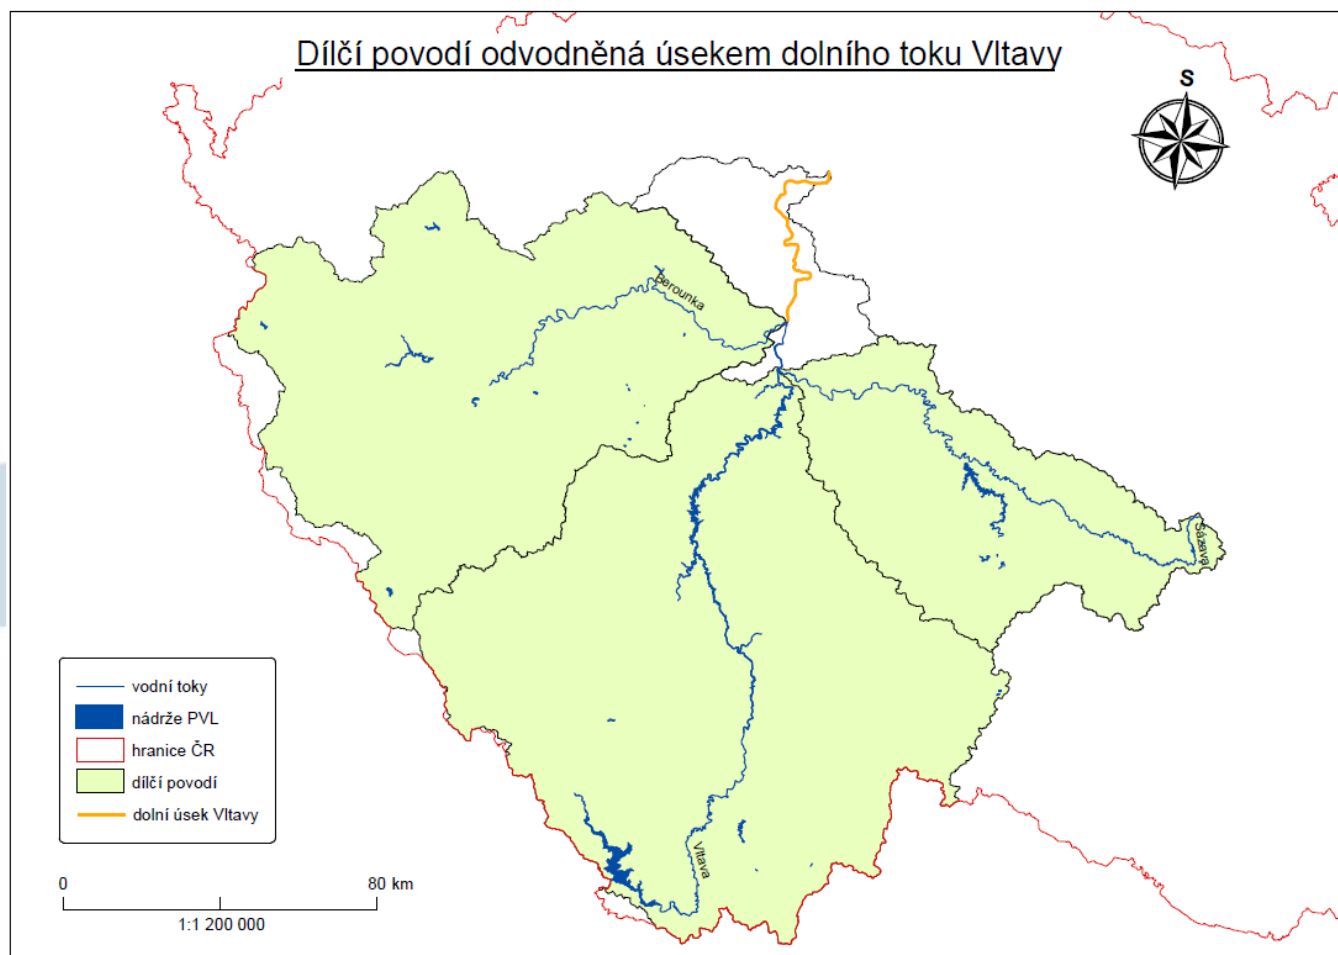 Dílčí povodí odvodněná úsekem dolního toku Vltavy
S
Berounka
Sázava
Vltava
vodní toky
nádrže PVL
hranice ČR
dílčí povodí
dolní úsek Vltavy
0 80 km
1:1 200 000